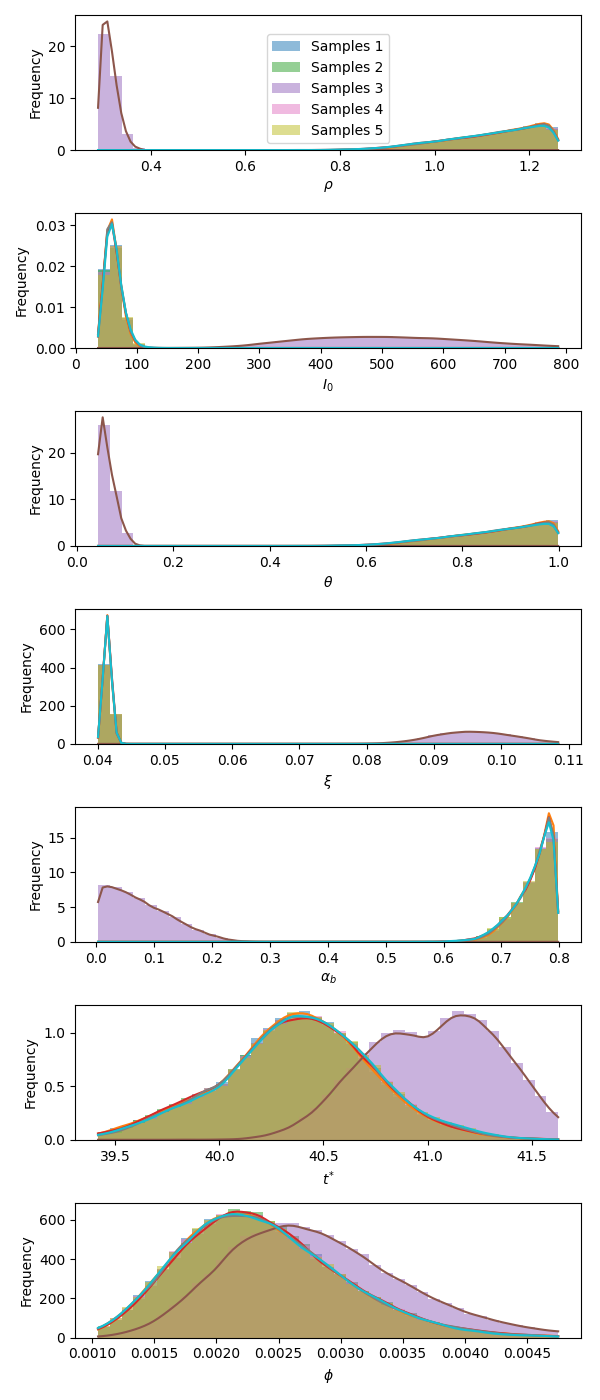 Frequency
20
10
0
Samples 1
Samples 2
Samples 3
Samples 4
Samples 5
0.4 0.6 0.8 1.0 1.2
ρ
Frequency
0.03
0.02
0.01
0.00
0 100 200 300 400 500 600 700 800
I₀
Frequency
20
10
0
0.0 0.2 0.4 0.6 0.8 1.0
θ
Frequency
600
400
200
0
0.04 0.05 0.06 0.07 0.08 0.09 0.10 0.11
ξ
Frequency
15
10
5
0
0.0 0.1 0.2 0.3 0.4 0.5 0.6 0.7 0.8
α_b
Frequency
1.0
0.5
0.0
39.5 40.0 40.5 41.0 41.5
t*
Frequency
600
400
200
0
0.0010 0.0015 0.0020 0.0025 0.0030 0.0035 0.0040 0.0045
ϕ